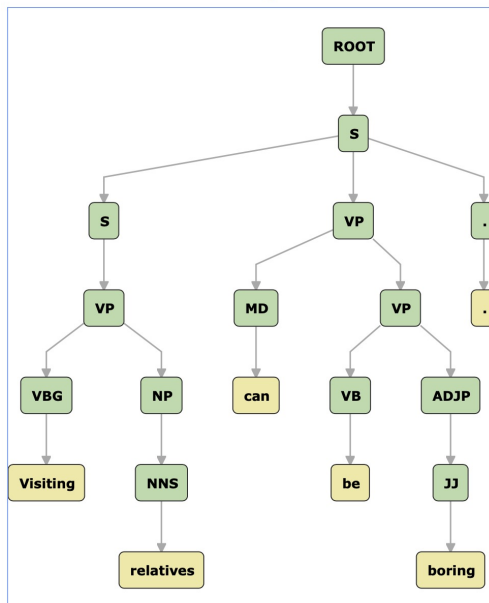 ROOT
S
S VP .
VP MD VP .
VBG NP can VB ADJP
Visiting NNS be JJ
relatives boring